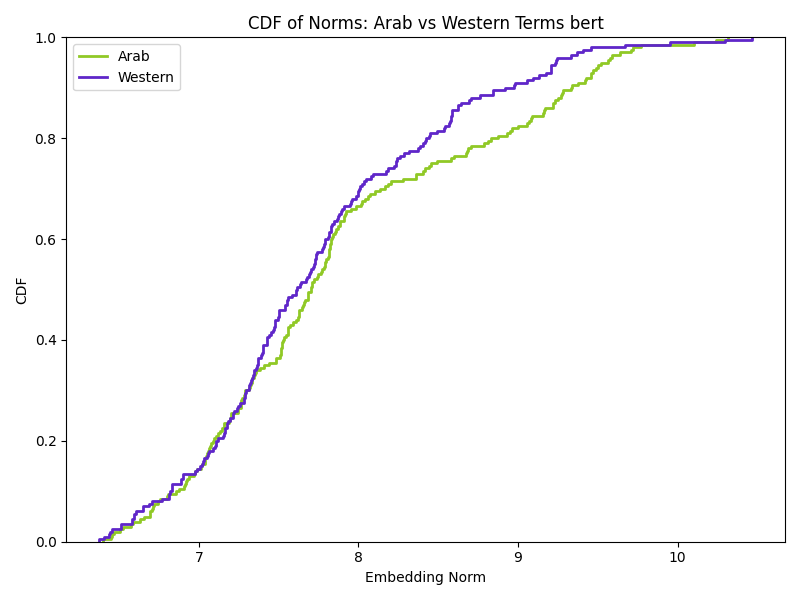 CDF of Norms: Arab vs Western Terms bert
Arab
Western
CDF
1.0
0.8
0.6
0.4
0.2
0.0
7 8 9 10
Embedding Norm